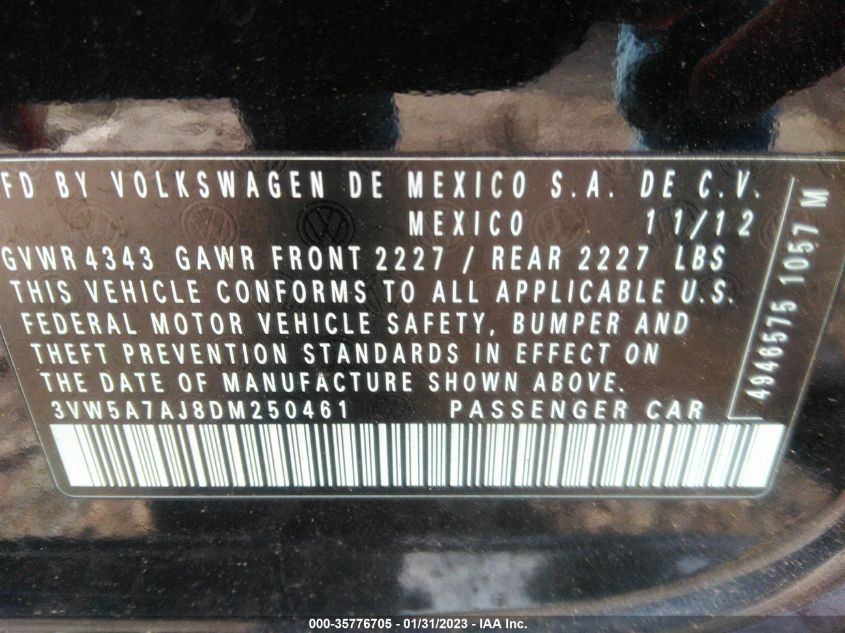 FD BY VOLKSWAGEN DE MEXICO S.A. DE C.V.
MEXICO 11/12
GVWR 4343 GAWR FRONT 2227 / REAR 2227 LBS
THIS VEHICLE CONFORMS TO ALL APPLICABLE U.S.
FEDERAL MOTOR VEHICLE SAFETY, BUMPER AND
THEFT PREVENTION STANDARDS IN EFFECT ON
THE DATE OF MANUFACTURE SHOWN ABOVE.
3VW5A7AJ8DM250461 PASSENGER CAR
4946575 1057 M
000-35776705 - 01/31/2023 - IAA Inc.